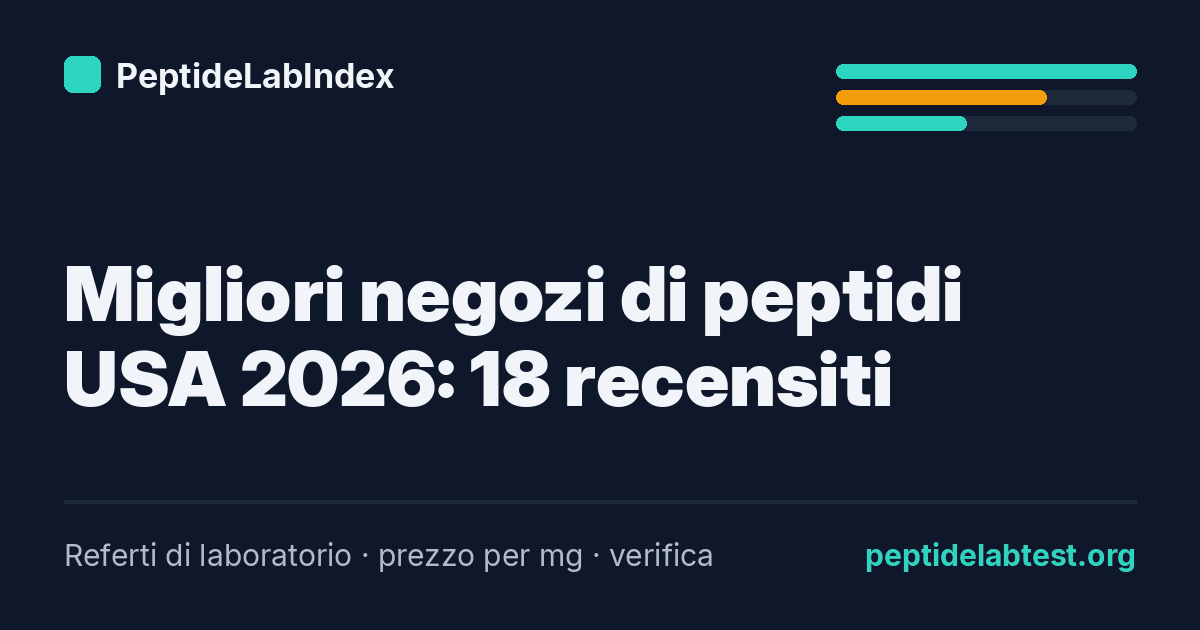 PeptideLabIndex
Migliori negozi di peptidi
USA 2026: 18 recensiti
Referti di laboratorio · prezzo per mg · verifica
peptidelabtest.org